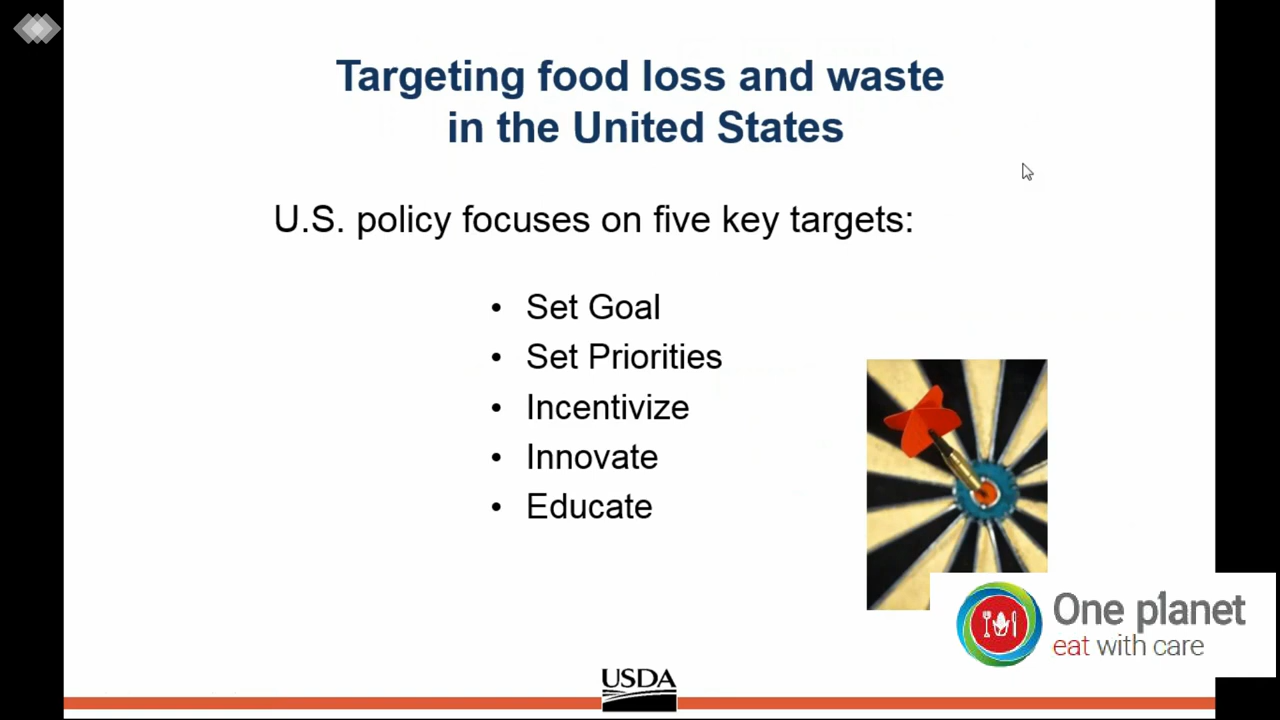 Targeting food loss and waste
in the United States
U.S. policy focuses on five key targets:
• Set Goal
• Set Priorities
• Incentivize
• Innovate
• Educate
One planet
eat with care
USDA